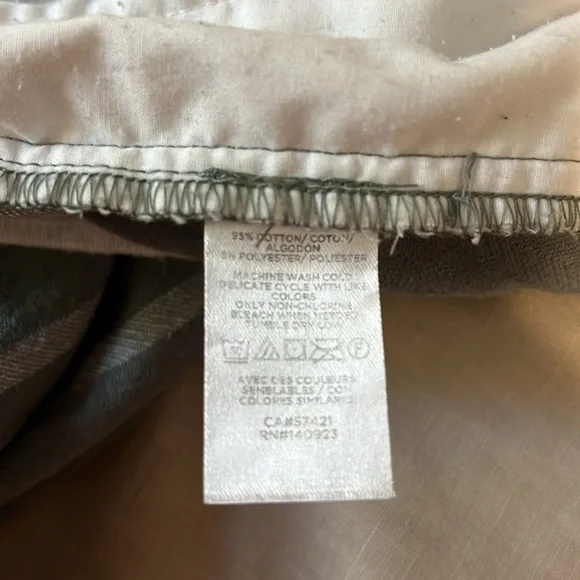 95% COTTON/ COTON/
ALGODON
5% POLYESTER/ POLIESTER
MACHINE WASH COLD
DELICATE CYCLE WITH LIKE
COLORS
ONLY NON-CHLORINE
BLEACH WHEN NEEDED
TUMBLE DRY LOW
P
AVEC DES COULEURS
SENBLABLES / CON
COLORES SIMILARES
CA#57421
RN#140923